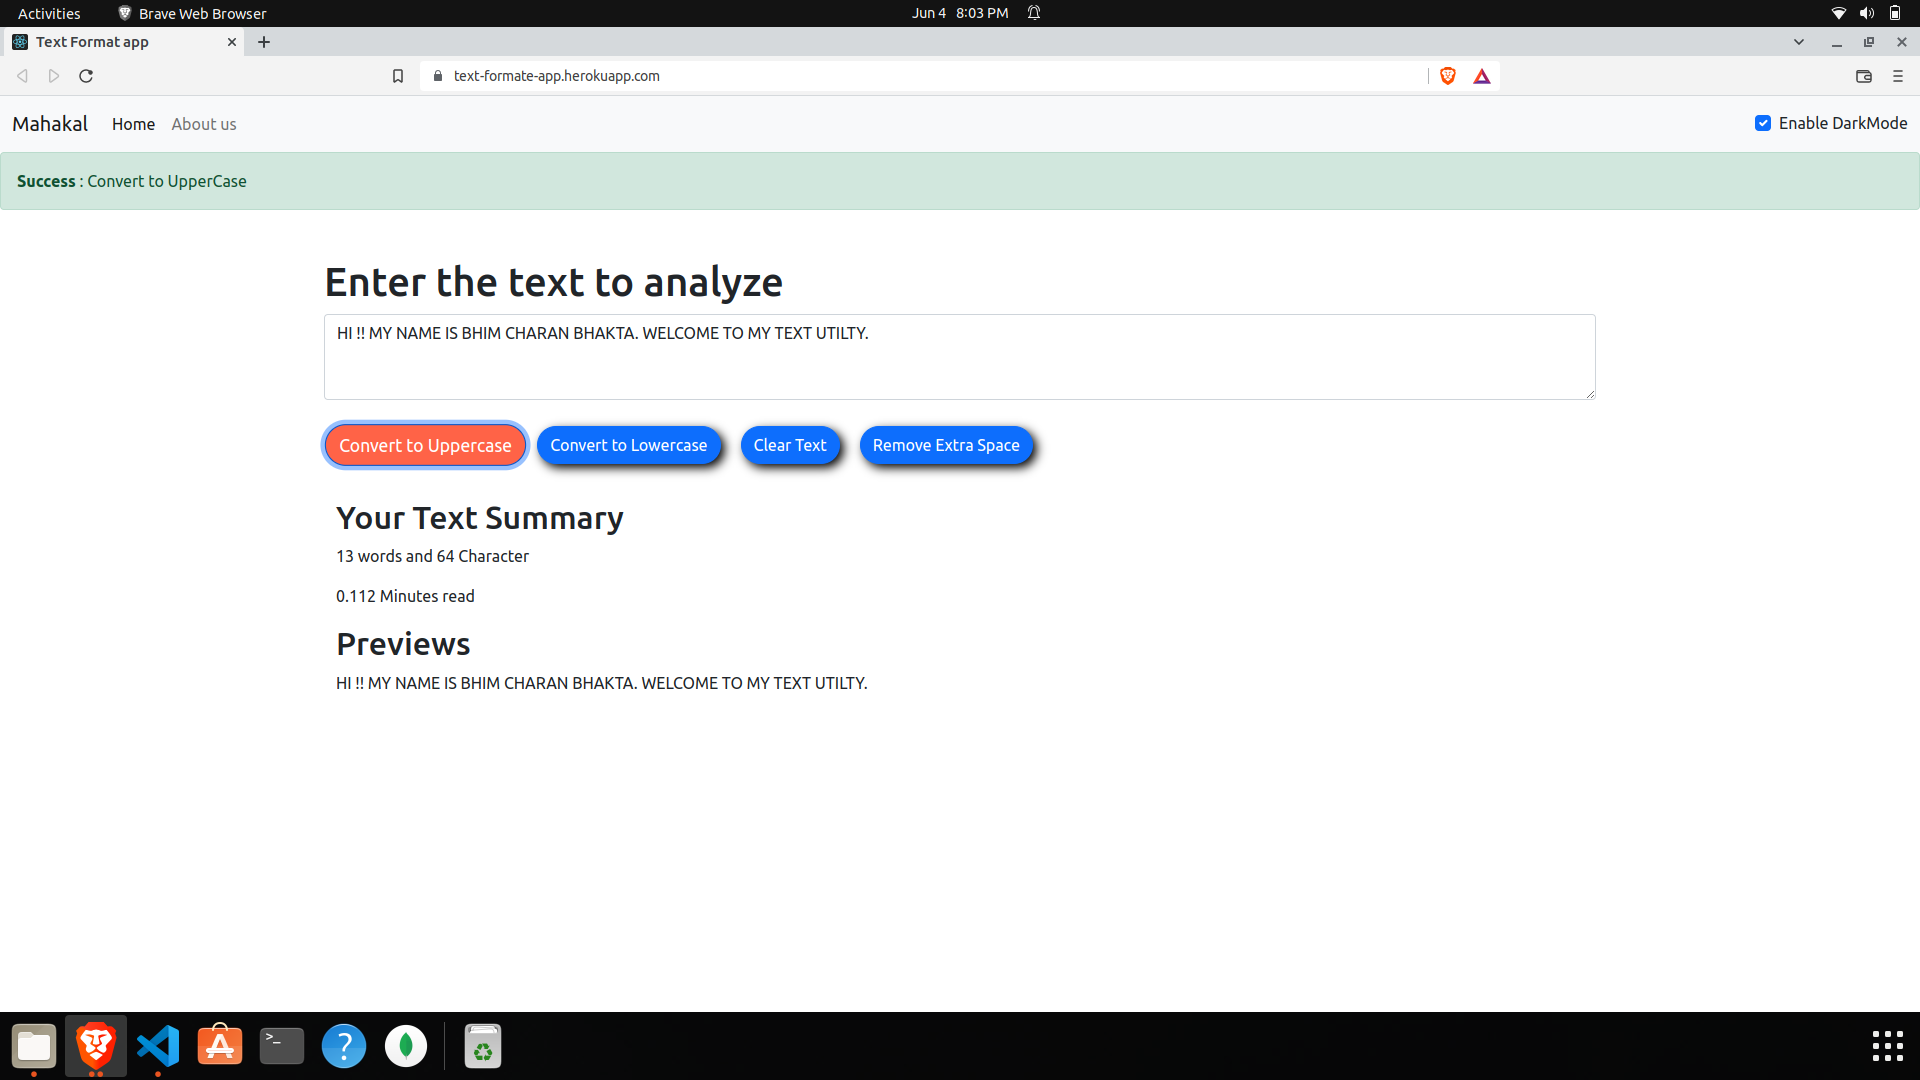 Activities Brave Web Browser Jun 4 8:03 PM
Text Format app
text-formate-app.herokuapp.com
Mahakal Home About us Enable DarkMode
Success : Convert to UpperCase
Enter the text to analyze
HI !! MY NAME IS BHIM CHARAN BHAKTA. WELCOME TO MY TEXT UTILTY.
Convert to Uppercase Convert to Lowercase Clear Text Remove Extra Space
Your Text Summary
13 words and 64 Character
0.112 Minutes read
Previews
HI !! MY NAME IS BHIM CHARAN BHAKTA. WELCOME TO MY TEXT UTILTY.